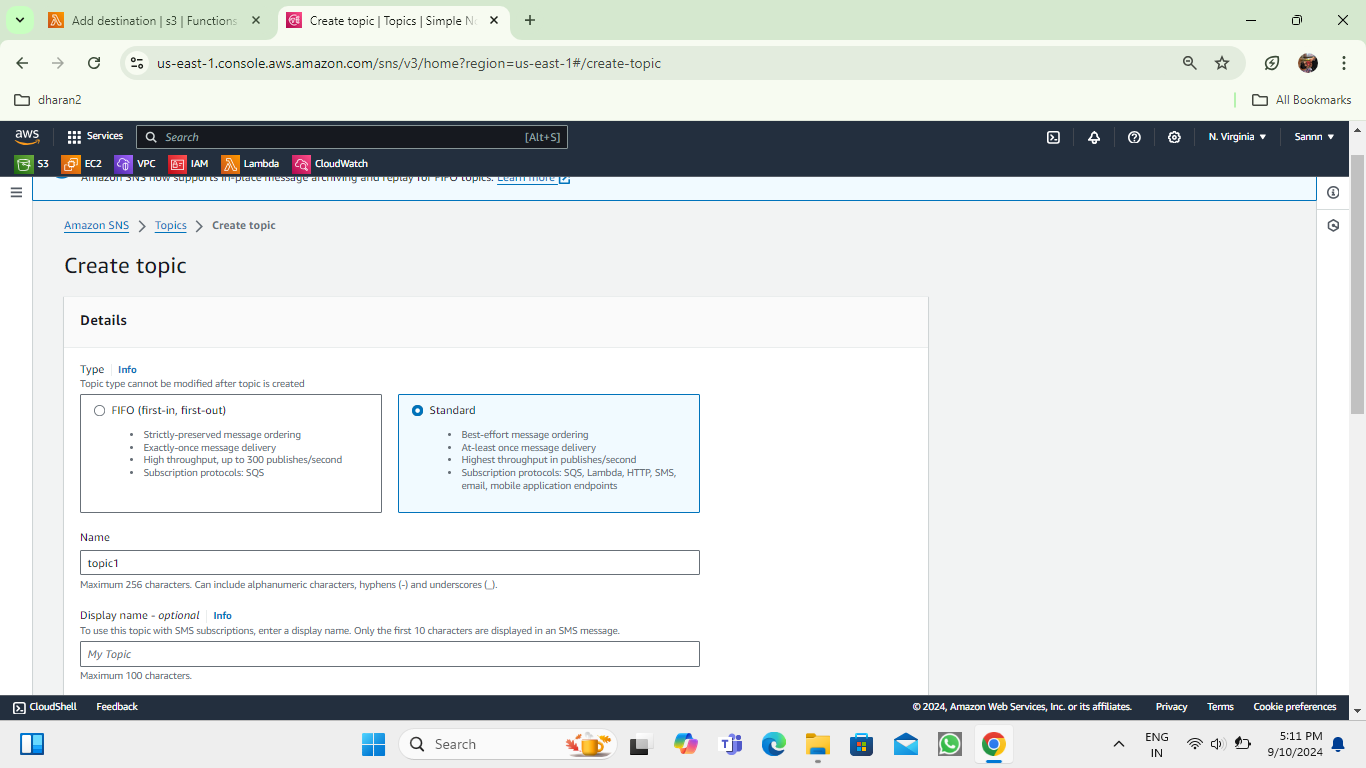 Add destination | s3 | Functions
Create topic | Topics | Simple N
us-east-1.console.aws.amazon.com/sns/v3/home?region=us-east-1#/create-topic
dharan2
All Bookmarks
aws
Services
Search
[Alt+S]
N. Virginia
Sannn
S3
EC2
VPC
IAM
Lambda
CloudWatch
Amazon SNS now supports in-place message archiving and replay for FIFO topics. Learn more
Amazon SNS
Topics
Create topic
Create topic
Details
Type
Info
Topic type cannot be modified after topic is created
FIFO (first-in, first-out)
Strictly-preserved message ordering
Exactly-once message delivery
High throughput, up to 300 publishes/second
Subscription protocols: SQS
Standard
Best-effort message ordering
At-least once message delivery
Highest throughput in publishes/second
Subscription protocols: SQS, Lambda, HTTP, SMS,
email, mobile application endpoints
Name
topic1
Maximum 256 characters. Can include alphanumeric characters, hyphens (-) and underscores (_).
Display name - optional
Info
To use this topic with SMS subscriptions, enter a display name. Only the first 10 characters are displayed in an SMS message.
My Topic
Maximum 100 characters.
CloudShell
Feedback
© 2024, Amazon Web Services, Inc. or its affiliates.
Privacy
Terms
Cookie preferences
Search
ENG
IN
5:11 PM
9/10/2024